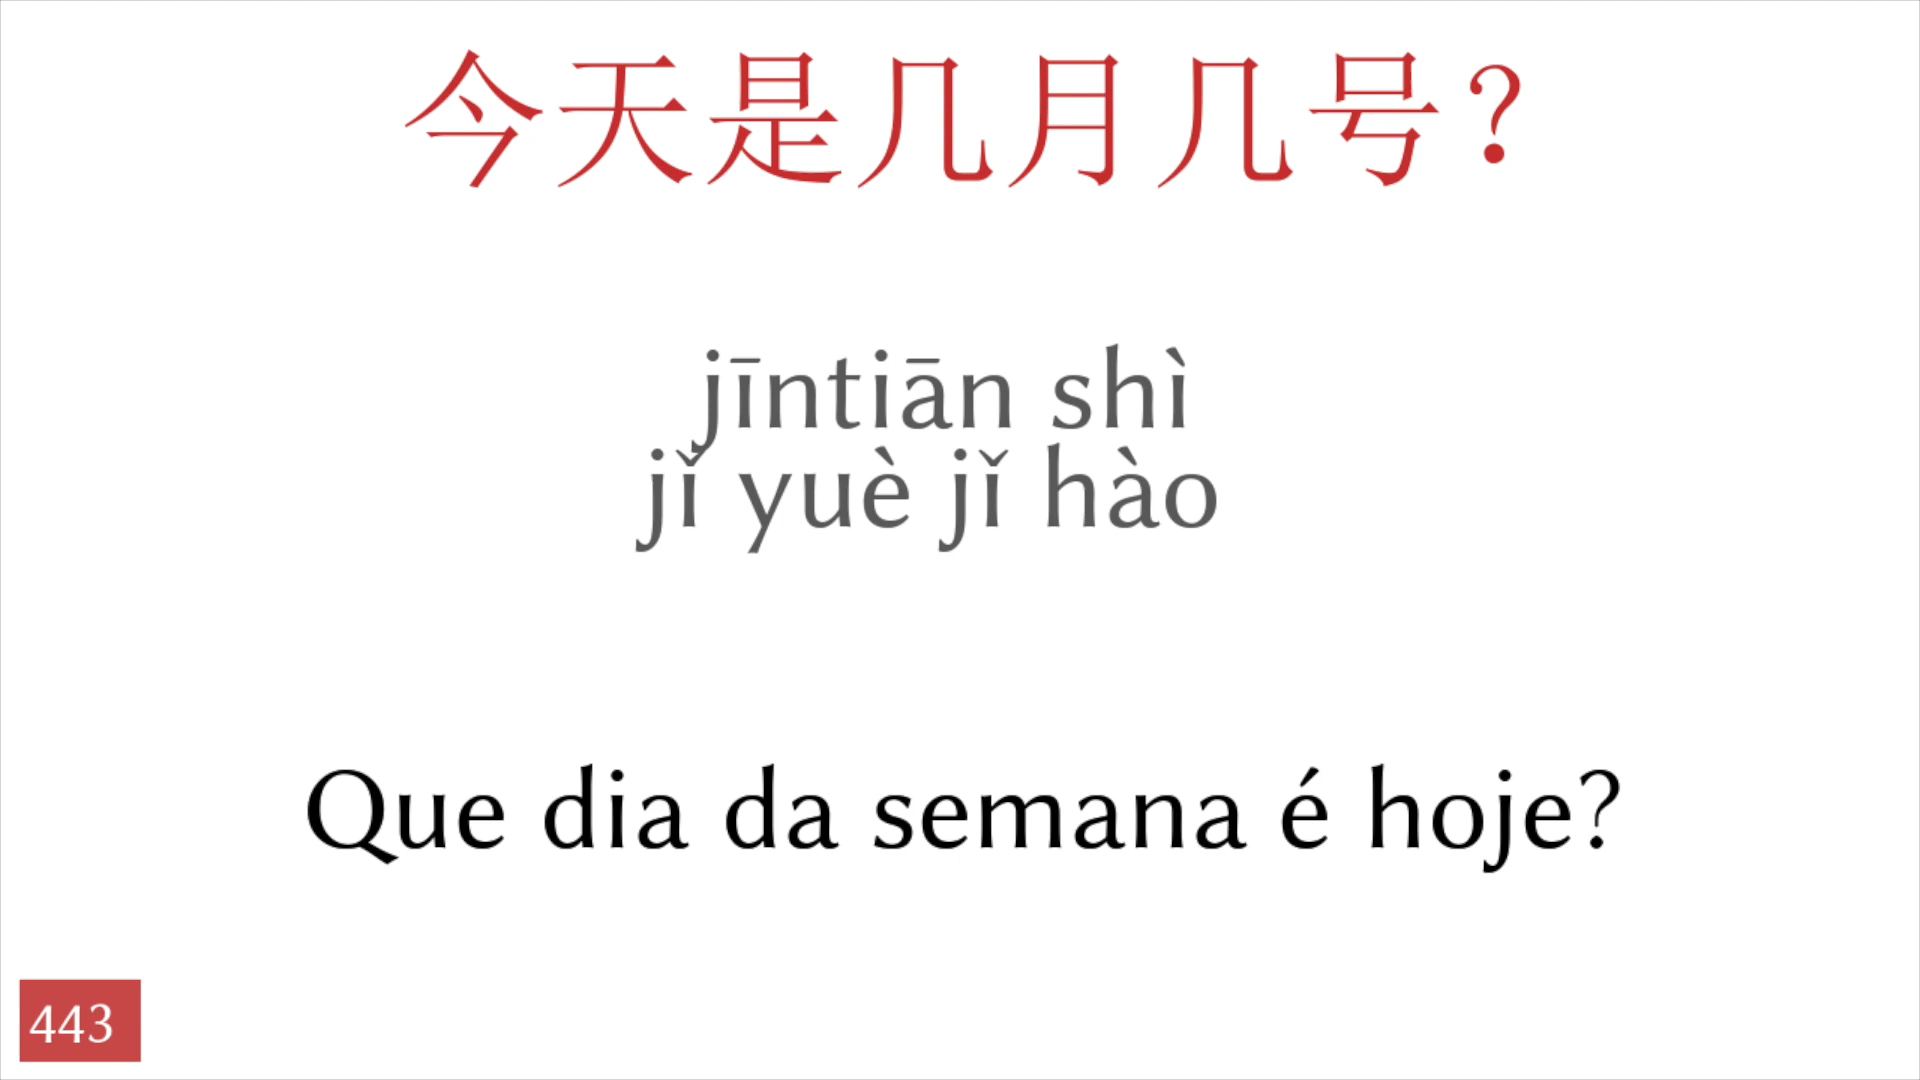 今天是几月几号？
jīntiān shì
jǐ yuè jǐ hào
Que dia da semana é hoje?
443